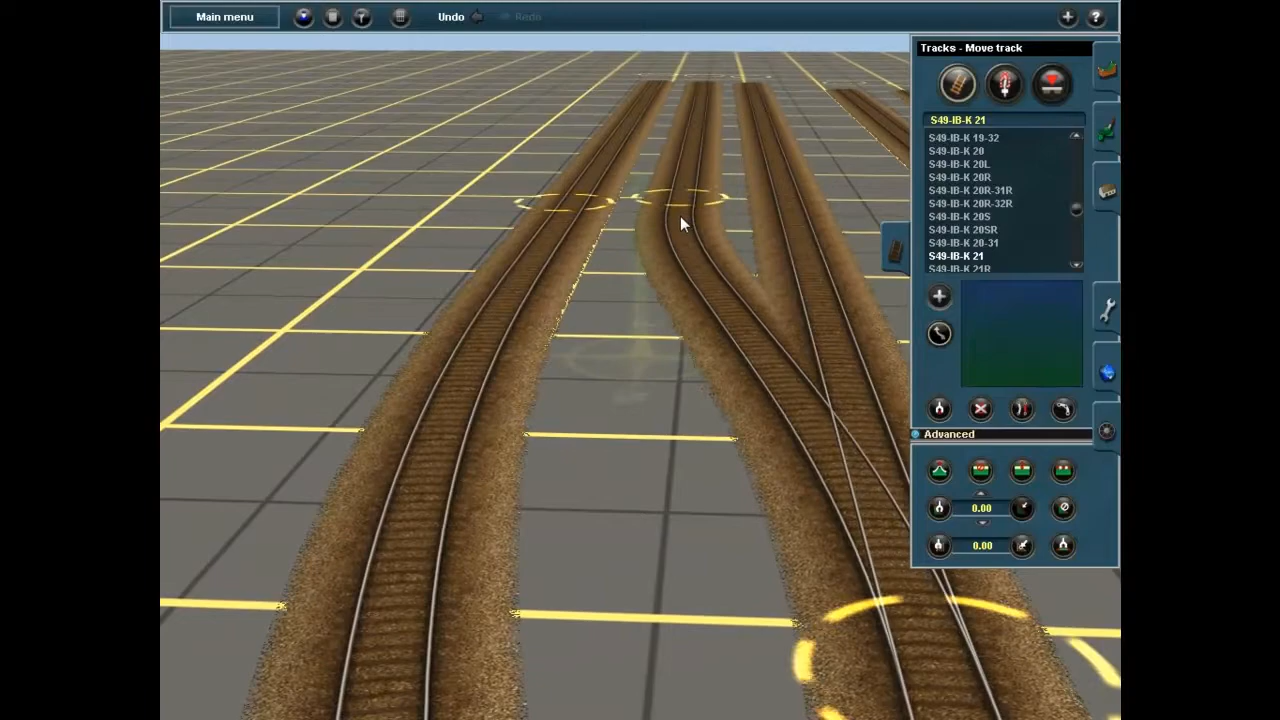 Main menu
Undo
Redo
Tracks - Move track
S49-IB-K 21
S49-IB-K 19-32
S49-IB-K 20
S49-IB-K 20L
S49-IB-K 20R
S49-IB-K 20R-31R
S49-IB-K 20R-32R
S49-IB-K 20S
S49-IB-K 20SR
S49-IB-K 20-31
S49-IB-K 21
S49-IB-K 21R
Advanced
0.00
0.00